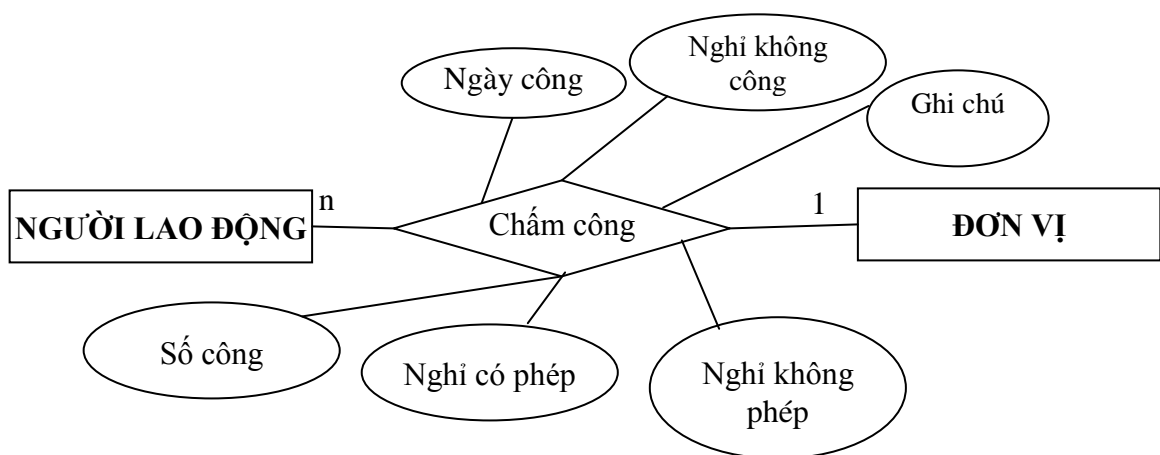 Nghỉ không
công
Ngày công
Ghi chú
n
1
NGƯỜI LAO ĐỘNG
Chấm công
ĐƠN VỊ
Số công
Nghỉ có phép
Nghỉ không
phép